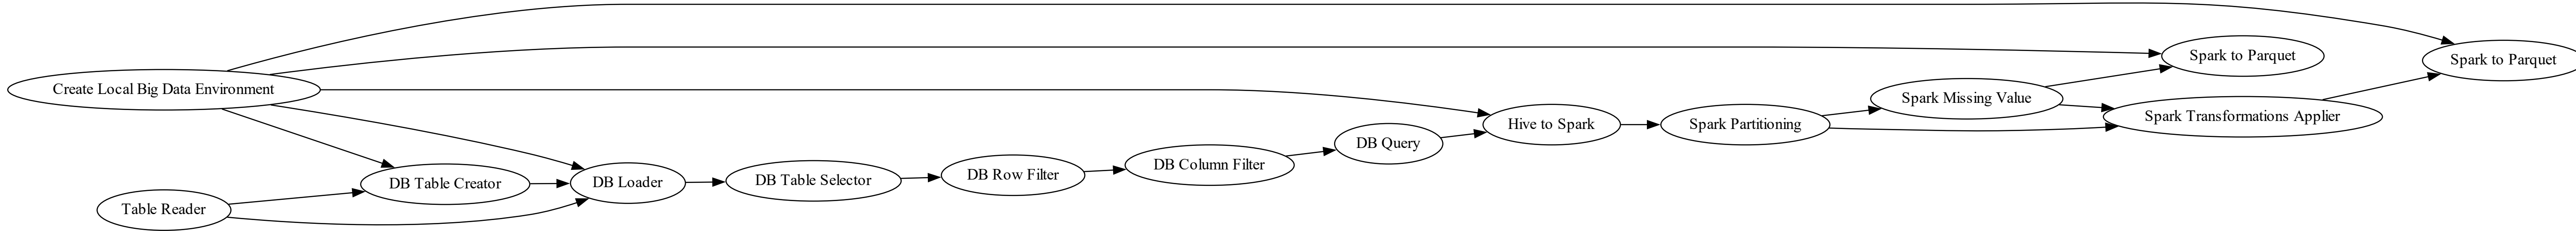 Create Local Big Data Environment
Table Reader
DB Table Creator
DB Loader
DB Table Selector
DB Row Filter
DB Column Filter
DB Query
Hive to Spark
Spark Partitioning
Spark Missing Value
Spark to Parquet
Spark Transformations Applier
Spark to Parquet